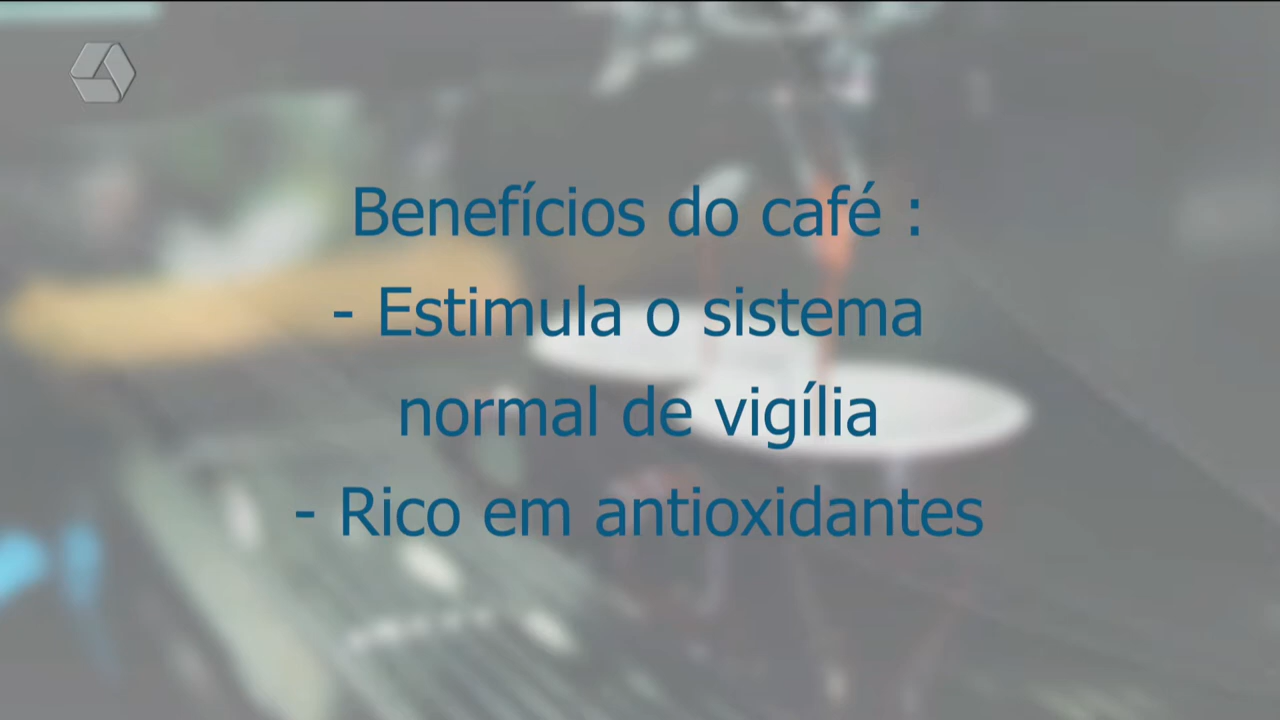 Benefícios do café :
- Estimula o sistema
normal de vigília
- Rico em antioxidantes